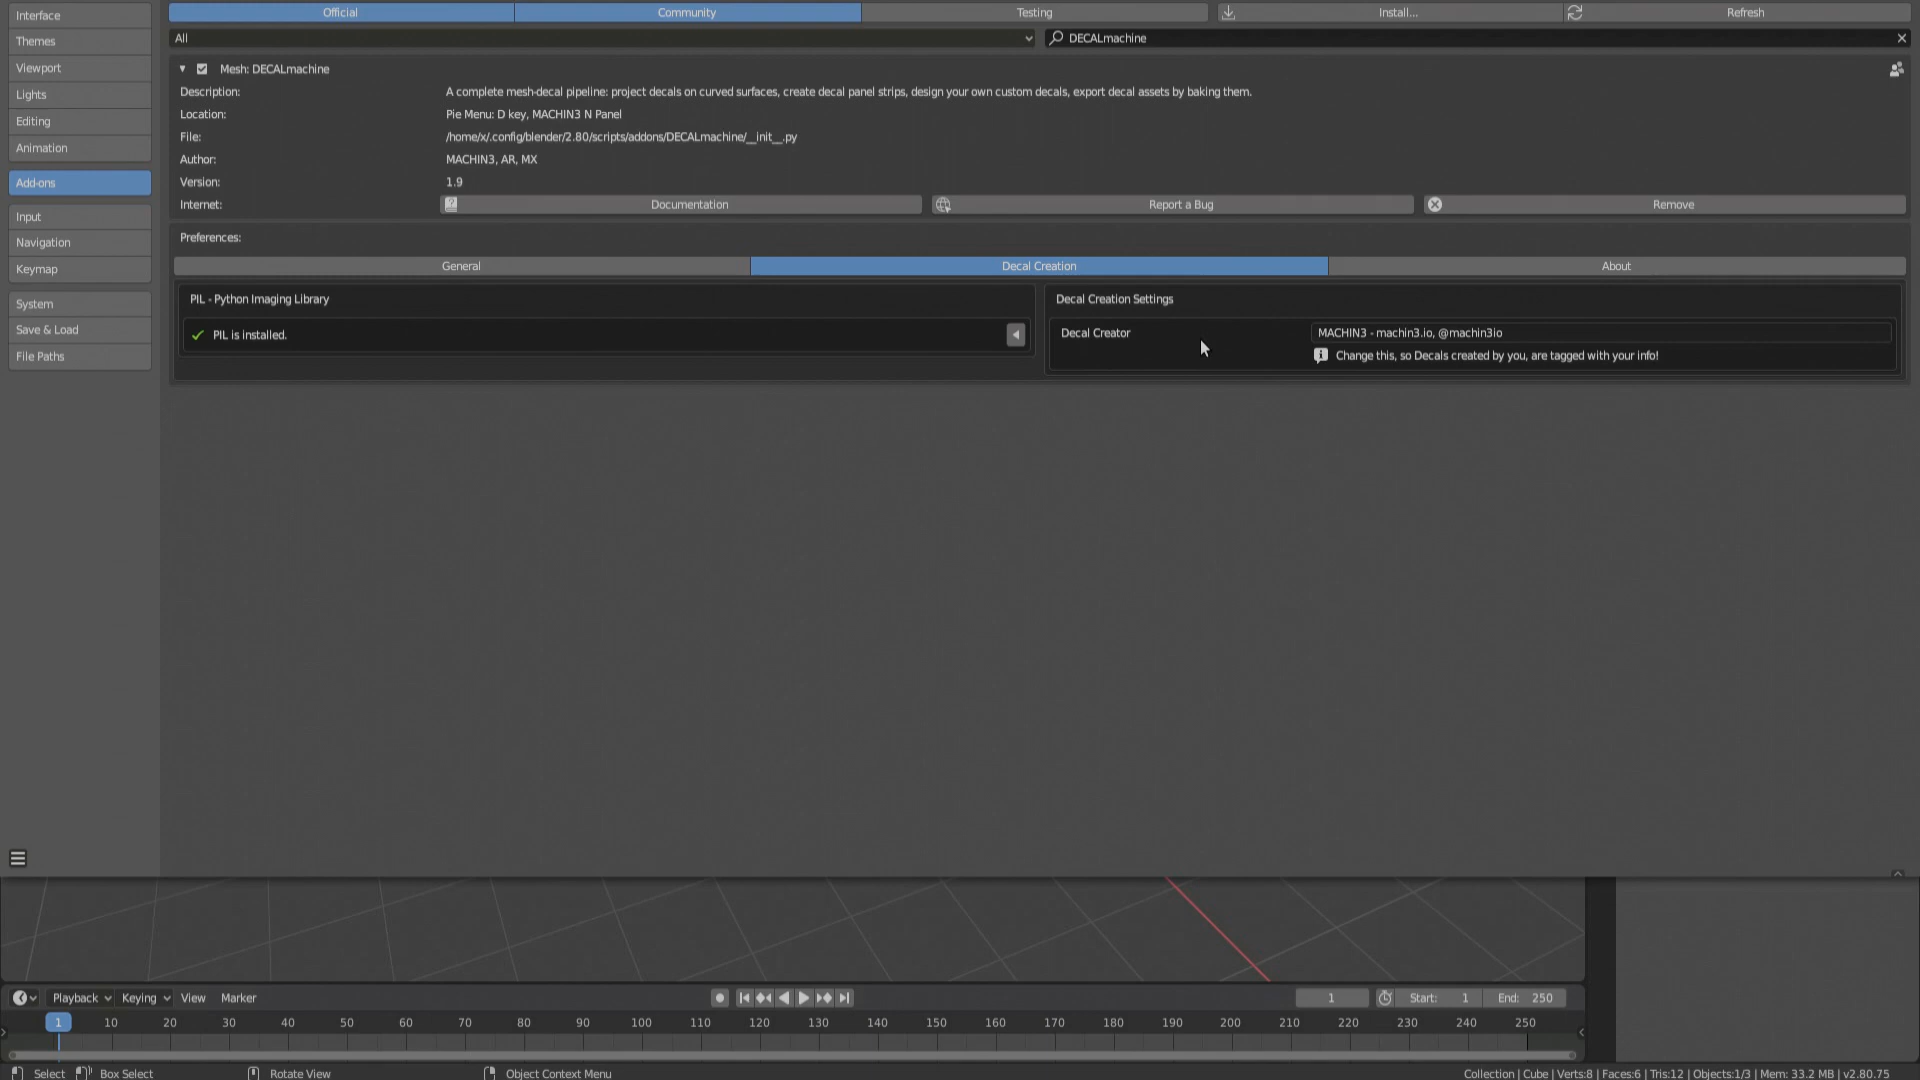 Interface
Themes
Viewport
Lights
Editing
Animation
Add-ons
Input
Navigation
Keymap
System
Save & Load
File Paths
Official
Community
Testing
Install...
Refresh
All
DECALmachine
Mesh: DECALmachine
Description: A complete mesh-decal pipeline: project decals on curved surfaces, create decal panel strips, design your own custom decals, export decal assets by baking them.
Location: Pie Menu: D key, MACHIN3 N Panel
File: /home/x/.config/blender/2.80/scripts/addons/DECALmachine/__init__.py
Author: MACHIN3, AR, MX
Version: 1.9
Internet: Documentation Report a Bug Remove
Preferences:
General Decal Creation About
PIL - Python Imaging Library
PIL is installed.
Decal Creation Settings
Decal Creator MACHIN3 - machin3.io, @machin3io
Change this, so Decals created by you, are tagged with your info!
Playback Keying View Marker
1 Start: 1 End: 250
1 10 20 30 40 50 60 70 80 90 100 110 120 130 140 150 160 170 180 190 200 210 220 230 240 250
Select Box Select Rotate View Object Context Menu
Collection | Cube | Verts:8 | Faces:6 | Tris:12 | Objects:1/3 | Mem: 33.2 MB | v2.80.75